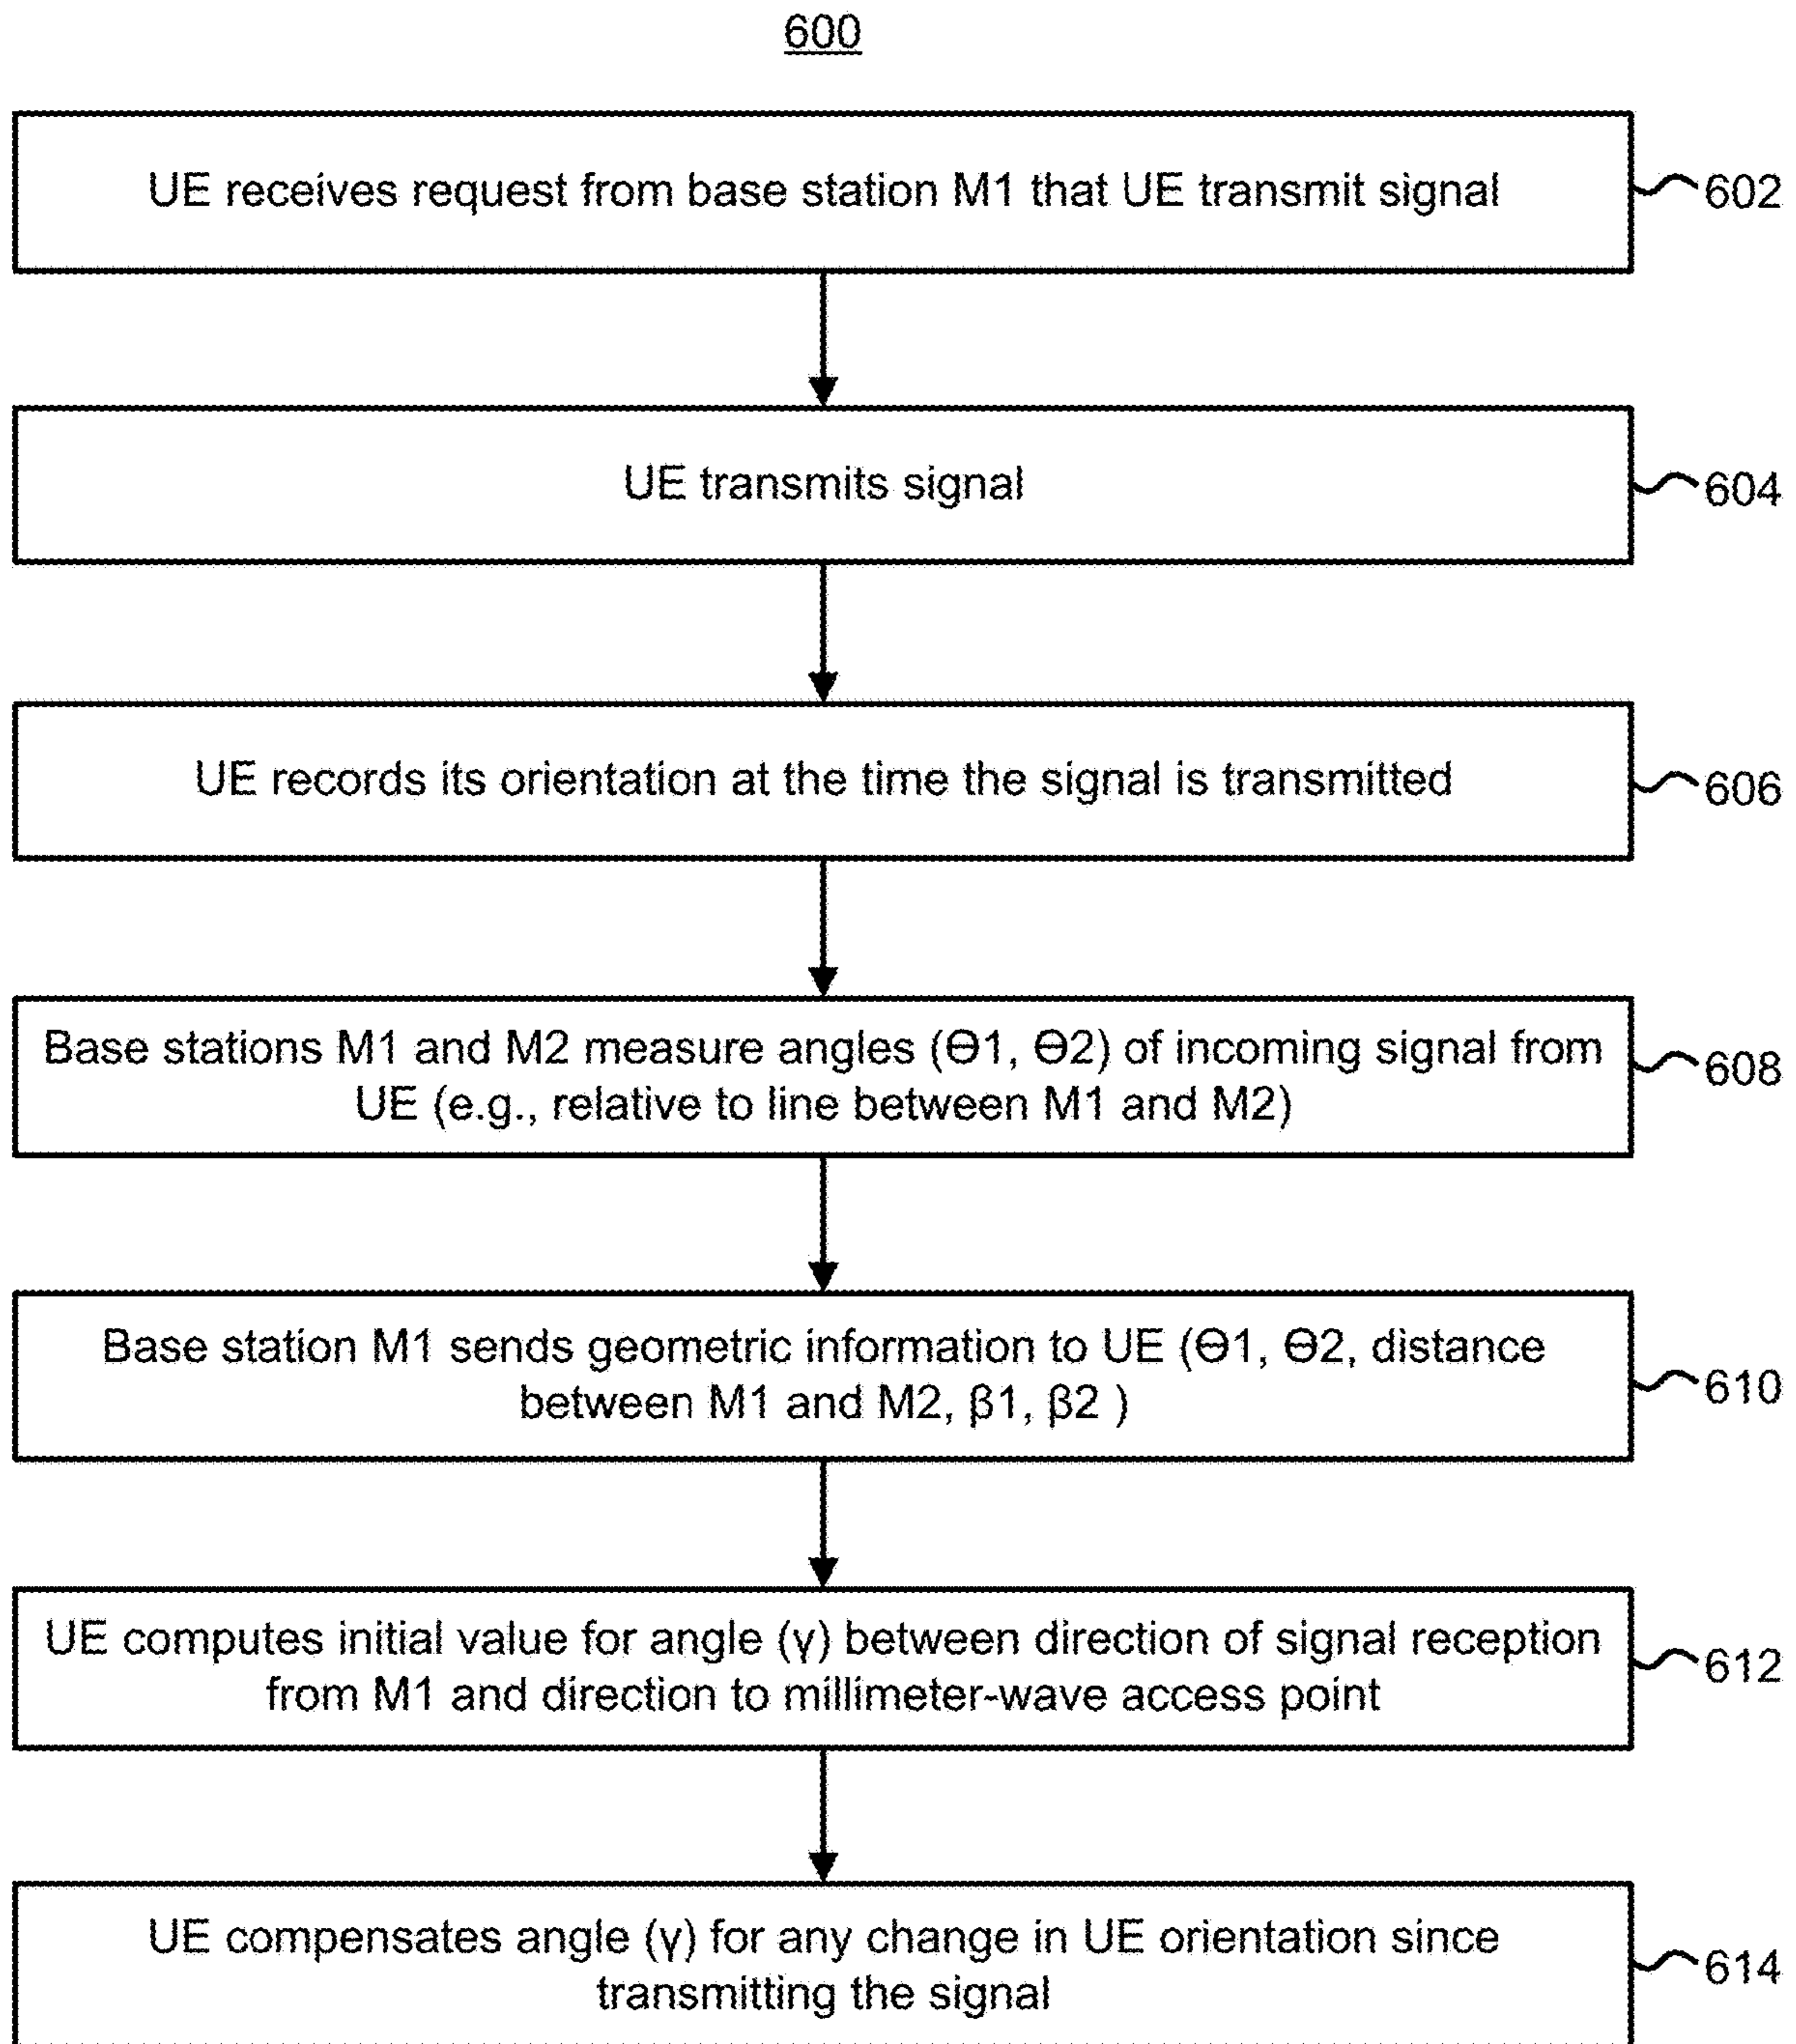 600
UE receives request from base station M1 that UE transmit signal
602
UE transmits signal
604
UE records its orientation at the time the signal is transmitted
606
Base stations M1 and M2 measure angles (ϴ1, ϴ2) of incoming signal from
UE (e.g., relative to line between M1 and M2)
608
Base station M1 sends geometric information to UE (ϴ1, ϴ2, distance
between M1 and M2, β1, β2 )
610
UE computes initial value for angle (γ) between direction of signal reception
from M1 and direction to millimeter-wave access point
612
UE compensates angle (γ) for any change in UE orientation since
transmitting the signal
614